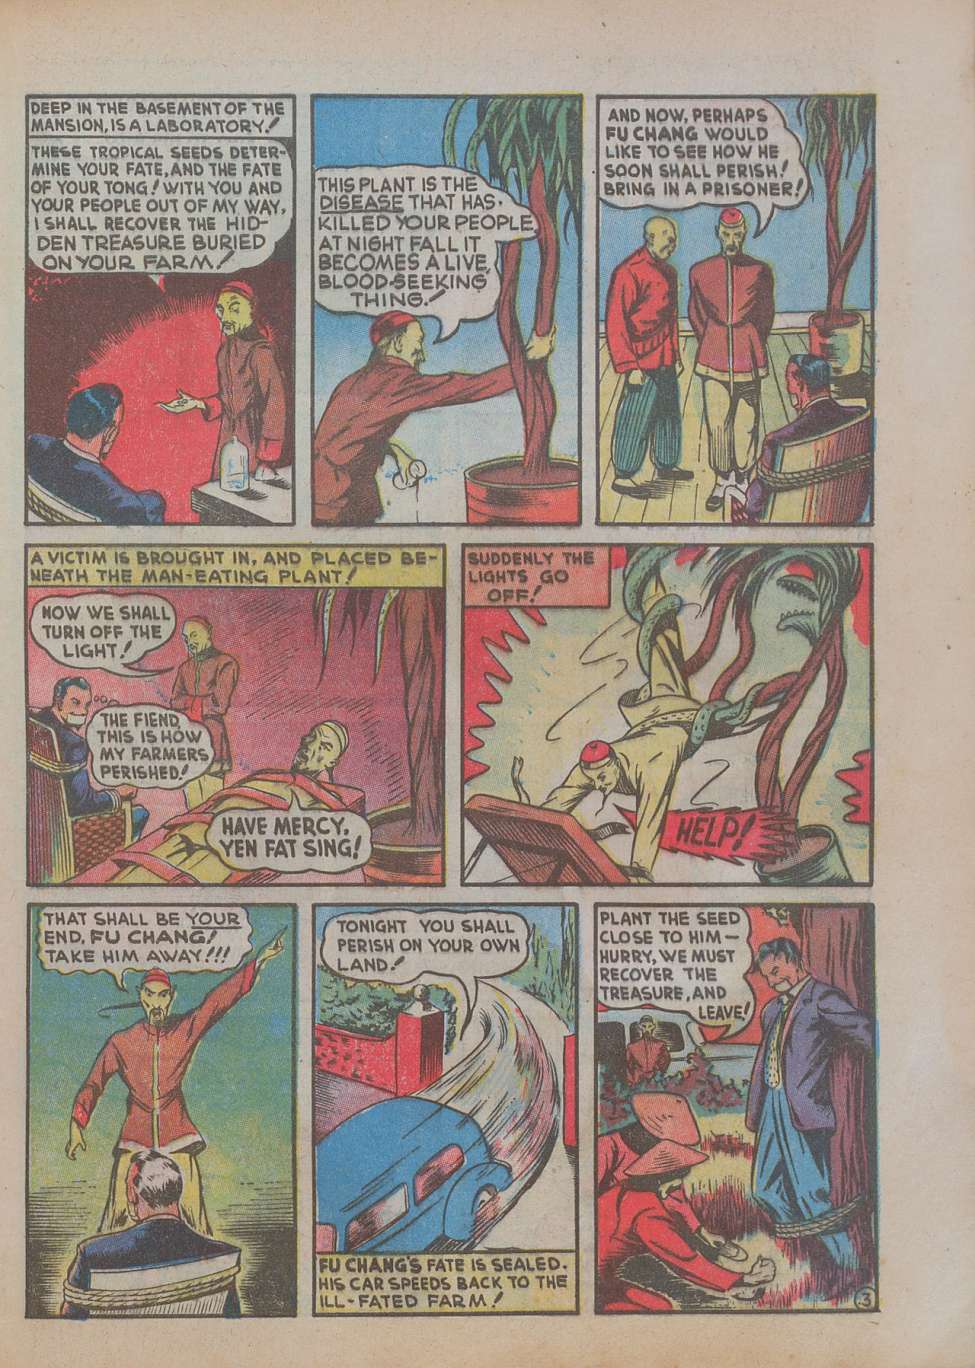 DEEP IN THE BASEMENT OF THE
MANSION, IS A LABORATORY!
THESE TROPICAL SEEDS DETER-
MINE YOUR FATE, AND THE FATE
OF YOUR TONG! WITH YOU AND
YOUR PEOPLE OUT OF MY WAY,
I SHALL RECOVER THE HID-
DEN TREASURE BURIED
ON YOUR FARM!
THIS PLANT IS THE
DISEASE THAT HAS
KILLED YOUR PEOPLE.
AT NIGHT FALL IT
BECOMES A LIVE,
BLOOD-SEEKING
THING!
AND NOW, PERHAPS
FU CHANG WOULD
LIKE TO SEE HOW HE
SOON SHALL PERISH!
BRING IN A PRISONER!
A VICTIM IS BROUGHT IN, AND PLACED BE-
NEATH THE MAN-EATING PLANT!
NOW WE SHALL
TURN OFF THE
LIGHT!
THE FIEND,
THIS IS HOW
MY FARMERS
PERISHED!
HAVE MERCY,
YEN FAT SING!
SUDDENLY THE
LIGHTS GO
OFF!
HELP!
THAT SHALL BE YOUR
END, FU CHANG!
TAKE HIM AWAY!!!
TONIGHT YOU SHALL
PERISH ON YOUR OWN
LAND!
FU CHANG'S FATE IS SEALED.
HIS CAR SPEEDS BACK TO THE
ILL-FATED FARM!
PLANT THE SEED
CLOSE TO HIM—
HURRY, WE MUST
RECOVER THE
TREASURE, AND
LEAVE!
3